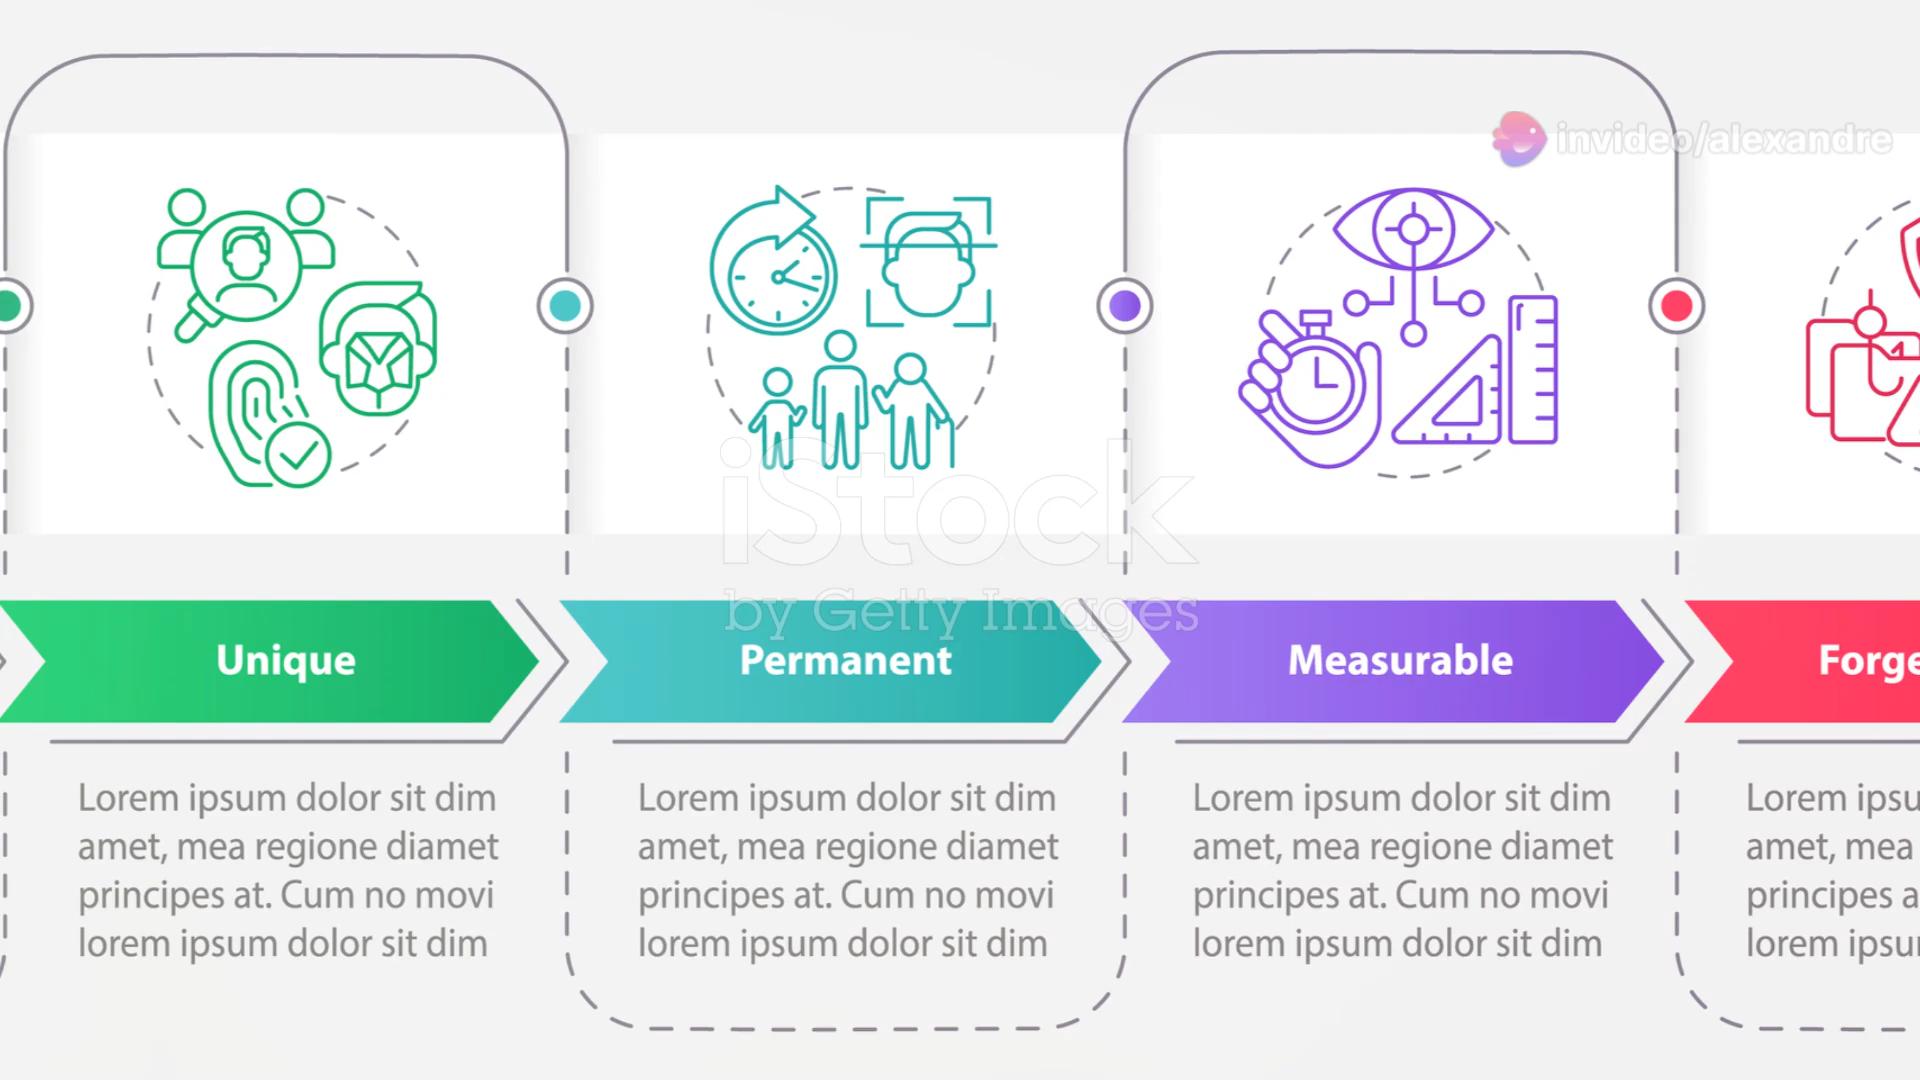 invideo/alexandre
iStock
by Getty Images
Unique
Permanent
Measurable
Forge
Lorem ipsum dolor sit dim
amet, mea regione diamet
principes at. Cum no movi
lorem ipsum dolor sit dim
Lorem ipsum dolor sit dim
amet, mea regione diamet
principes at. Cum no movi
lorem ipsum dolor sit dim
Lorem ipsum dolor sit dim
amet, mea regione diamet
principes at. Cum no movi
lorem ipsum dolor sit dim
Lorem ipsu
amet, mea
principes a
lorem ipsu